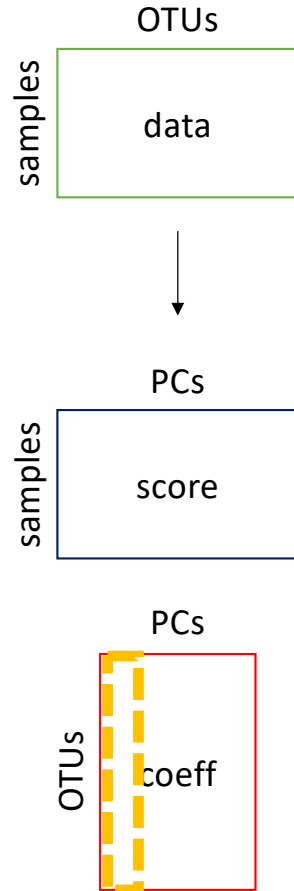 OTUs
samples
data
PCs
samples
score
PCs
OTUs
coeff